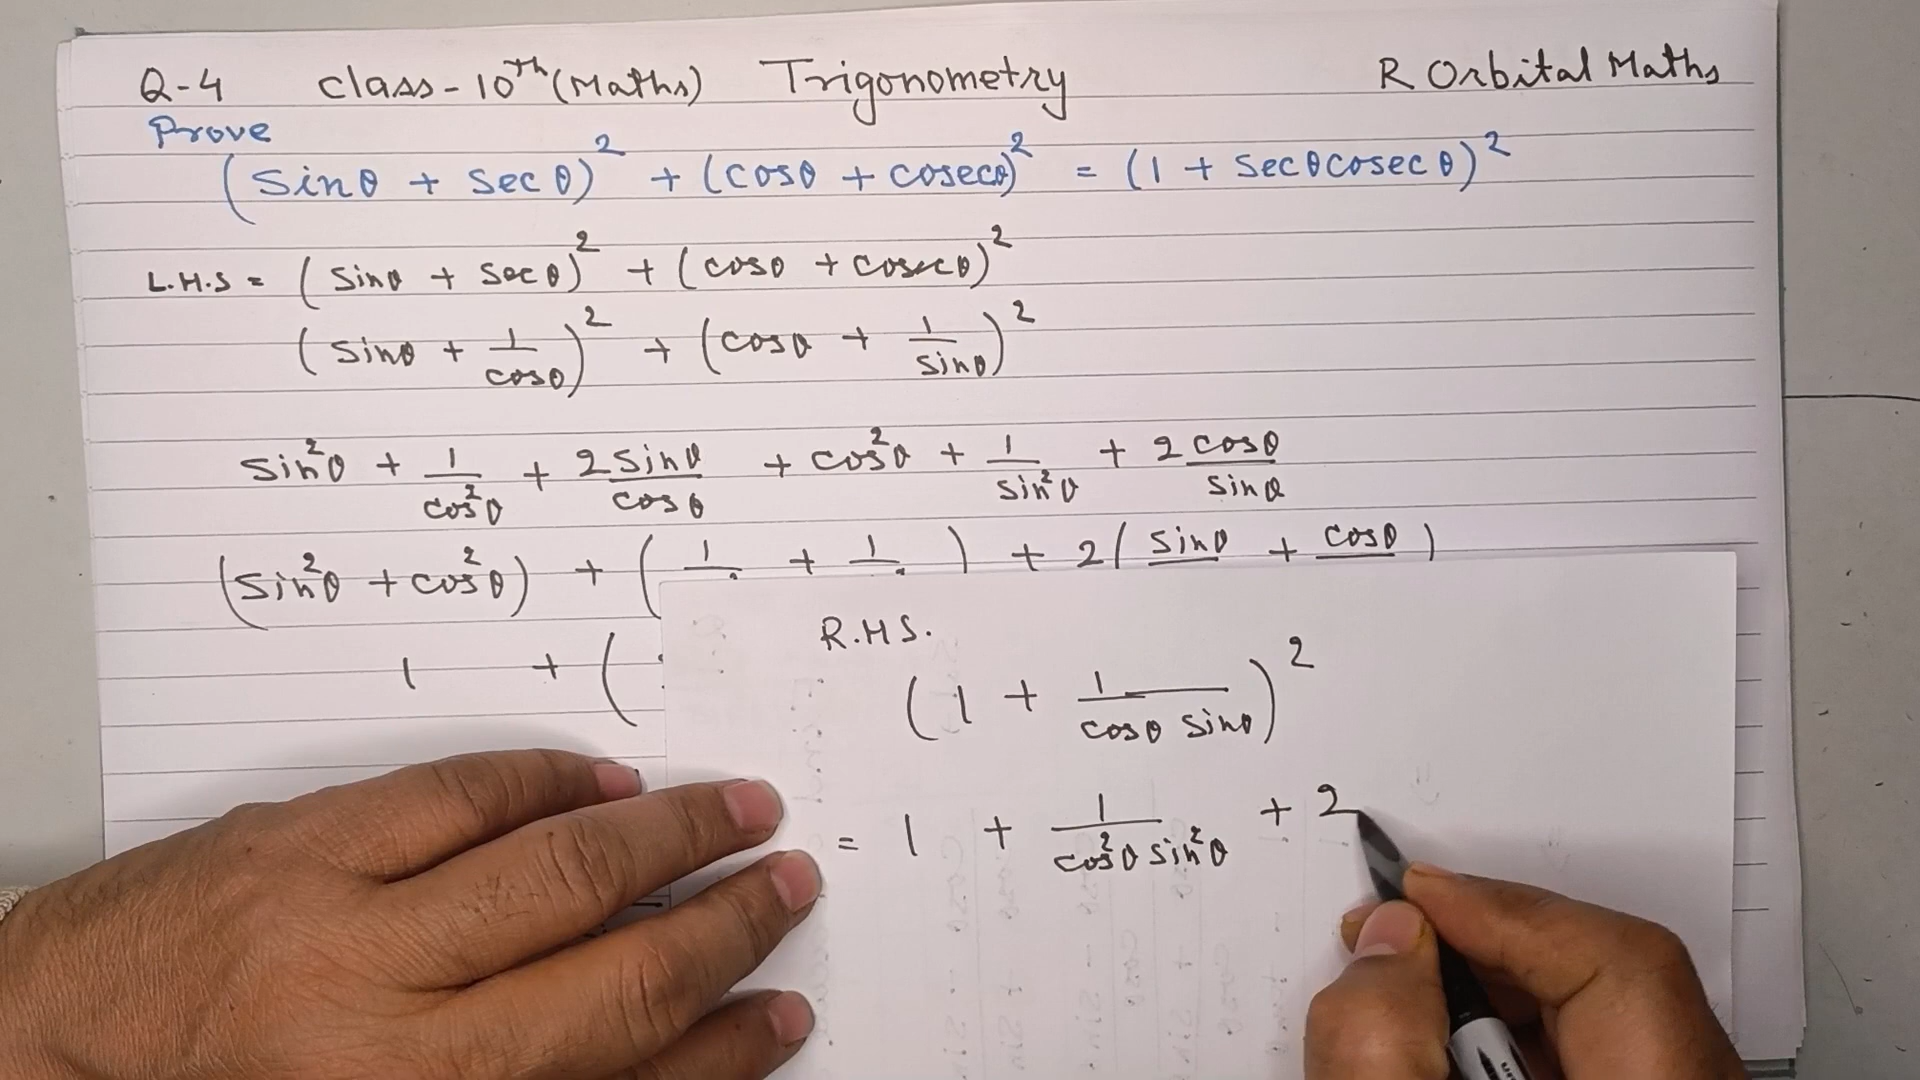 Q-4 Class-10th (Maths) Trigonometry R Orbital Maths
Prove
(sinθ + secθ)² + (cosθ + cosecθ)² = (1 + secθcosecθ)²
L.H.S = (sinθ + secθ)² + (cosθ + cosecθ)²
(sinθ + 1/cosθ)² + (cosθ + 1/sinθ)²
sin²θ + 1/cos²θ + 2sinθ/cosθ + cos²θ + 1/sin²θ + 2cosθ/sinθ
(sin²θ + cos²θ) + (1/ + 1/ ) + 2(sinθ/ + cosθ/ )
1 + (
R.H.S.
(1 + 1/cosθ sinθ)²
= 1 + 1/cos²θ sin²θ + 2